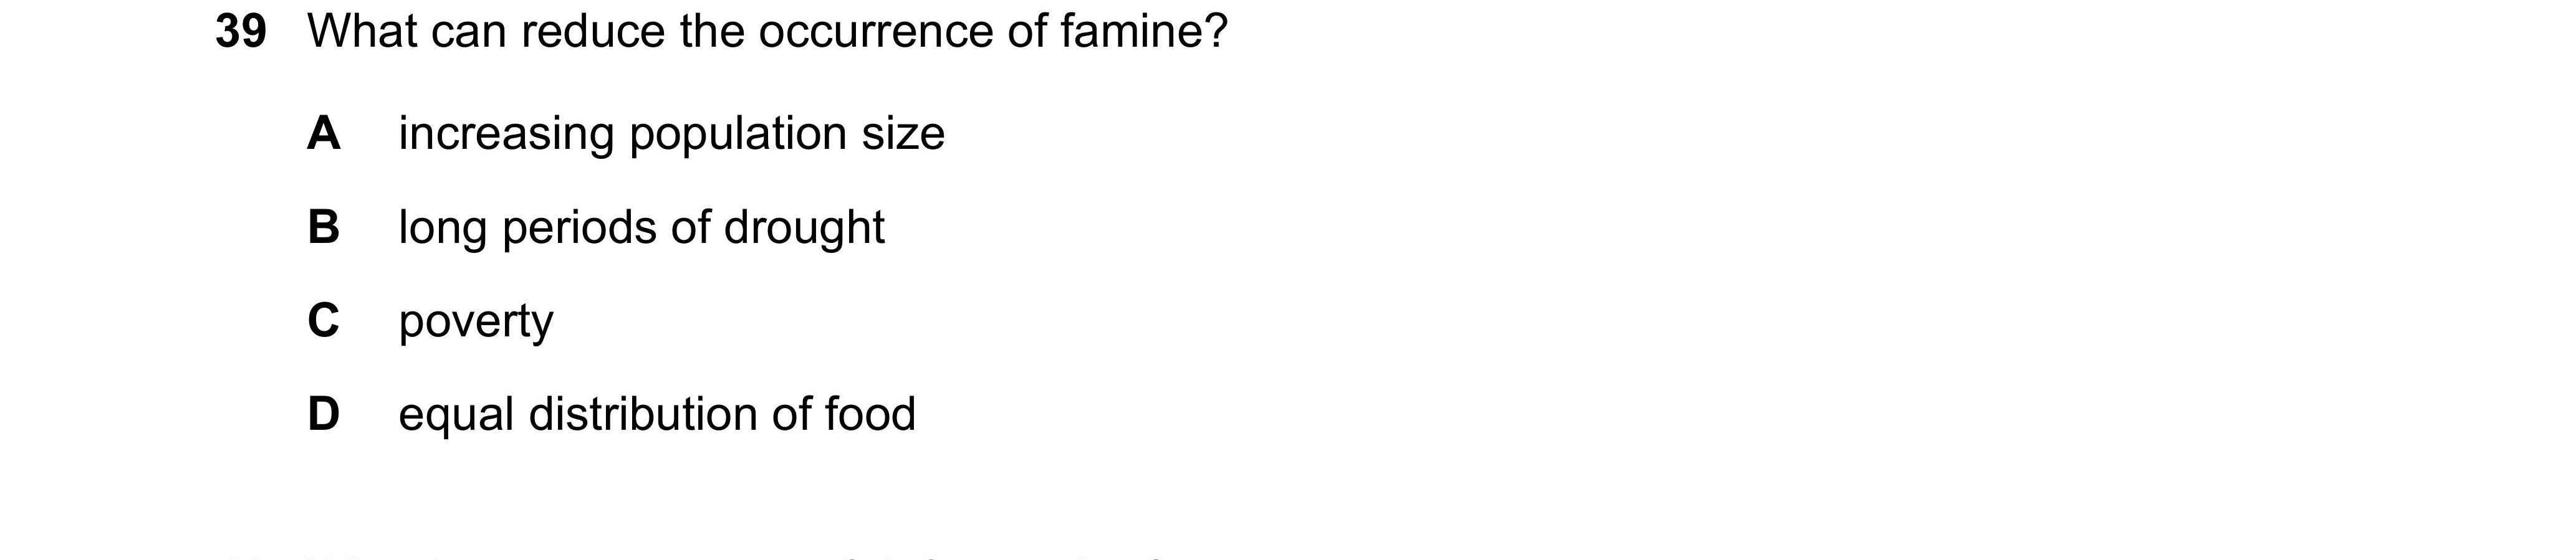 39 What can reduce the occurrence of famine?
A increasing population size
B long periods of drought
C poverty
D equal distribution of food